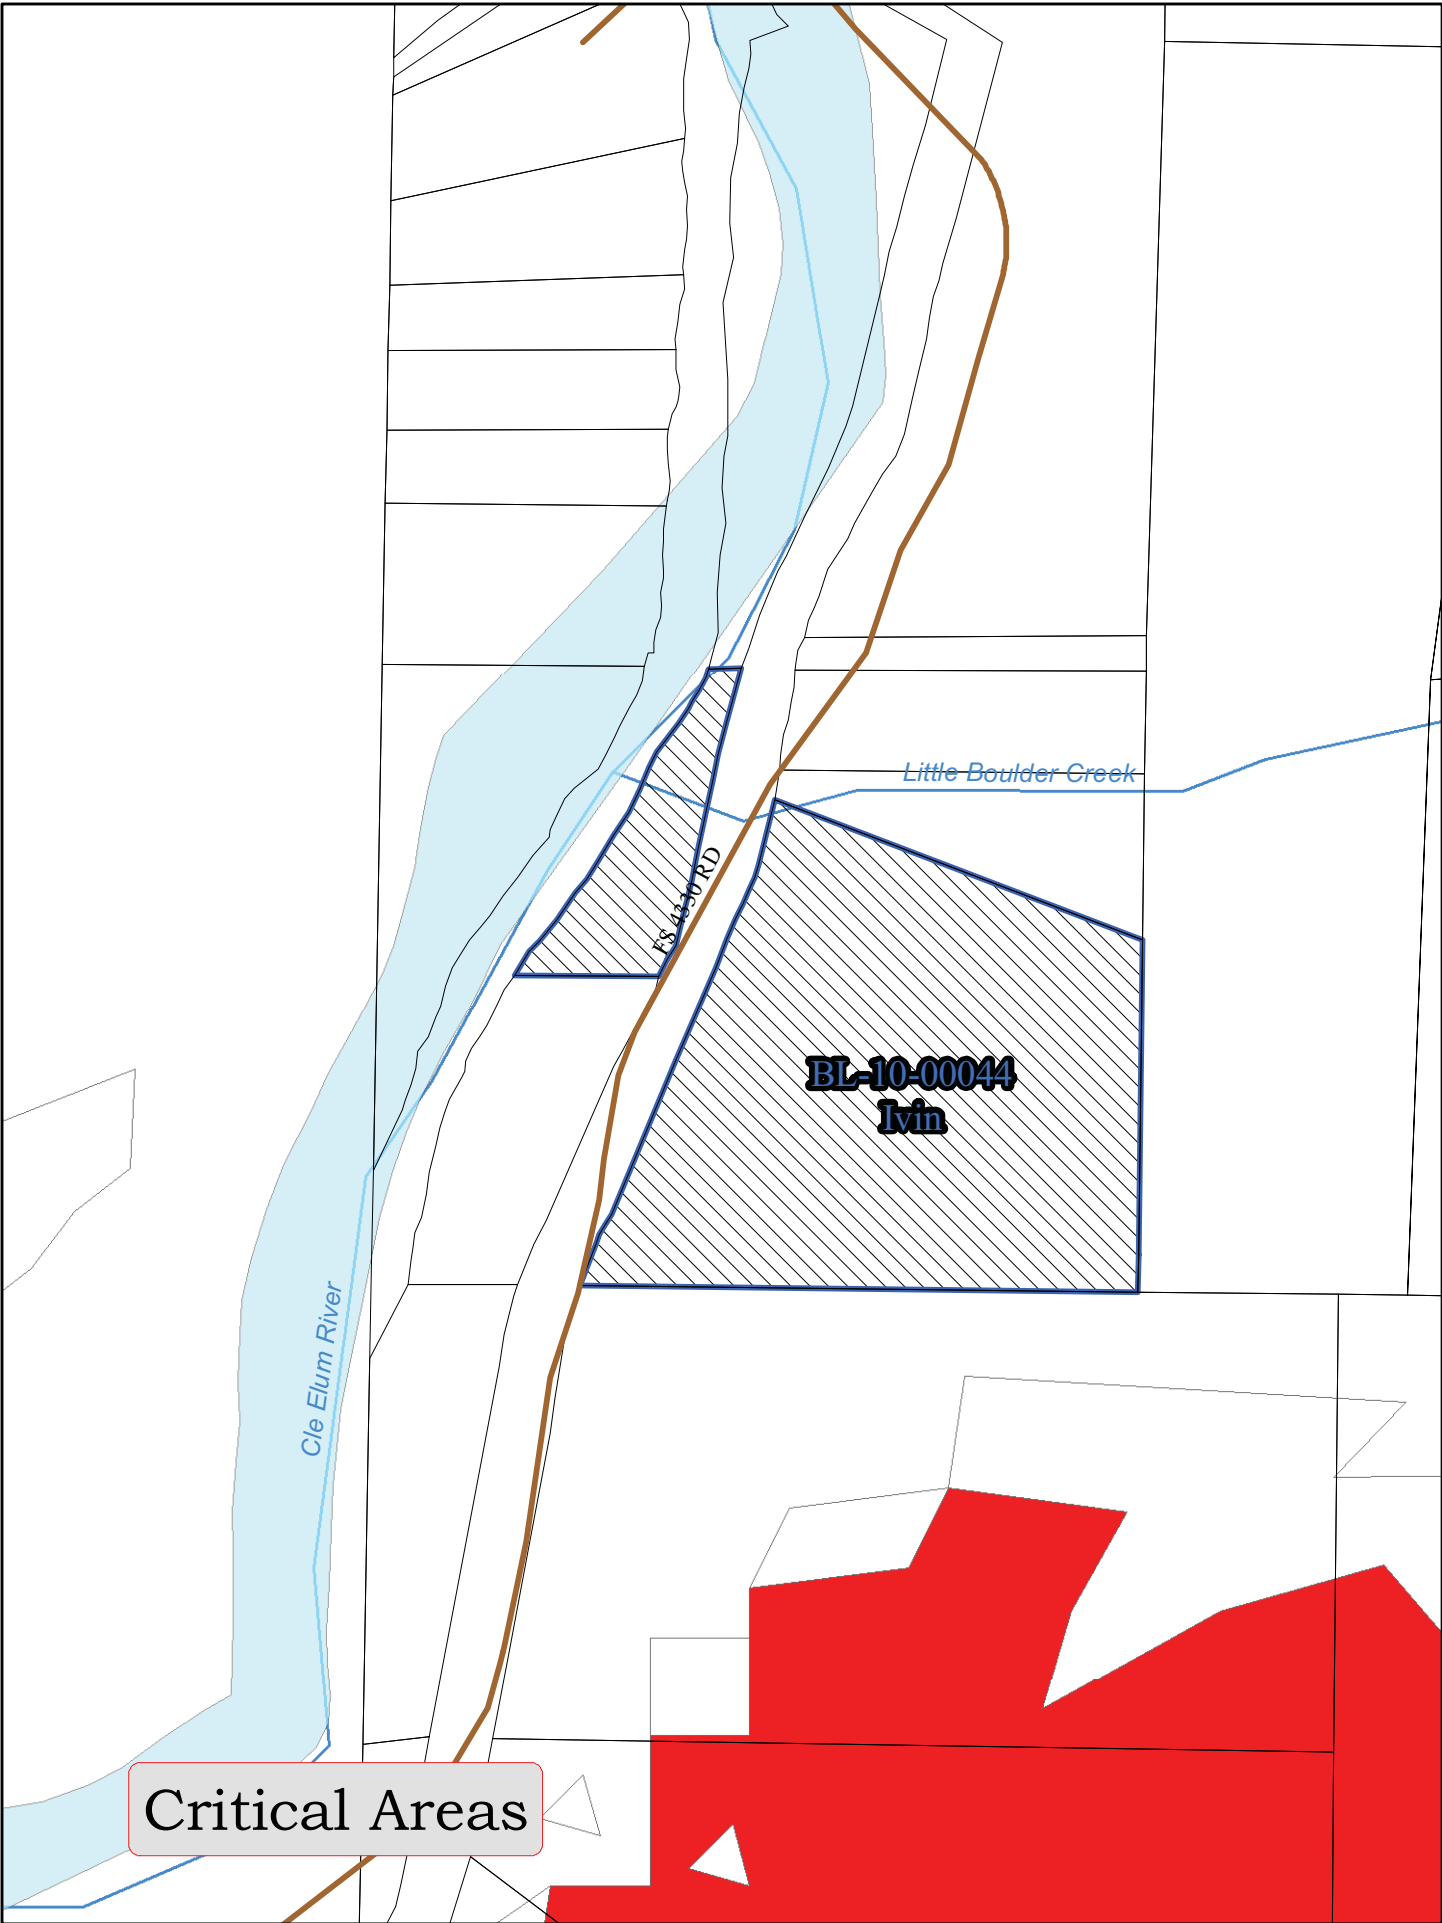 Little Boulder Creek
FS 4330 RD
BL-10-00044
Ivin
Cle Elum River
Critical Areas